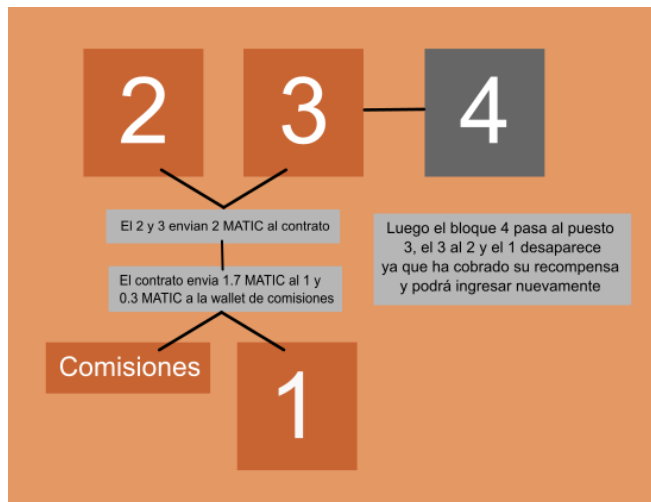 2
3
4
El 2 y 3 envian 2 MATIC al contrato
Luego el bloque 4 pasa al puesto
3, el 3 al 2 y el 1 desaparece
ya que ha cobrado su recompensa
y podrá ingresar nuevamente
El contrato envia 1.7 MATIC al 1 y
0.3 MATIC a la wallet de comisiones
Comisiones
1